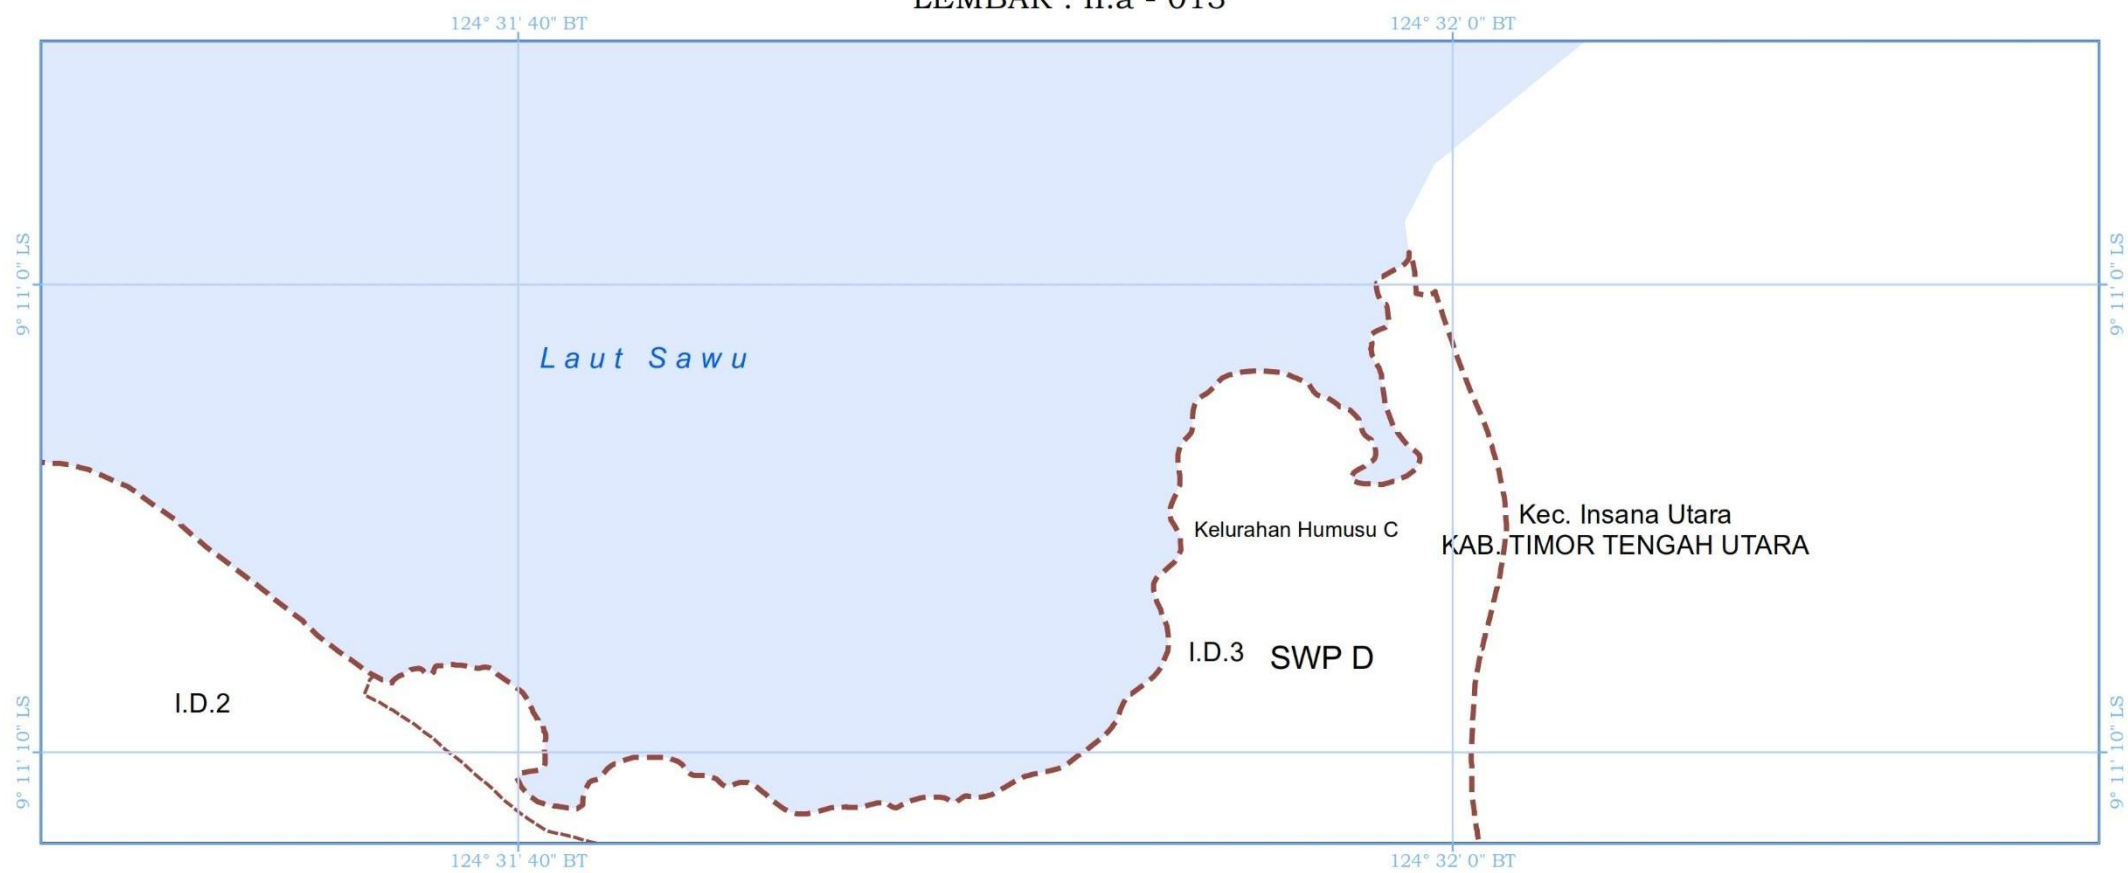 LEMBAR : II.a - 013
124° 31' 40" BT
124° 32' 0" BT
9° 11' 0" LS
9° 11' 0" LS
Laut Sawu
Kelurahan Humusu C
Kec. Insana Utara
KAB. TIMOR TENGAH UTARA
I.D.3
SWP D
I.D.2
9° 11' 10" LS
9° 11' 10" LS
124° 31' 40" BT
124° 32' 0" BT